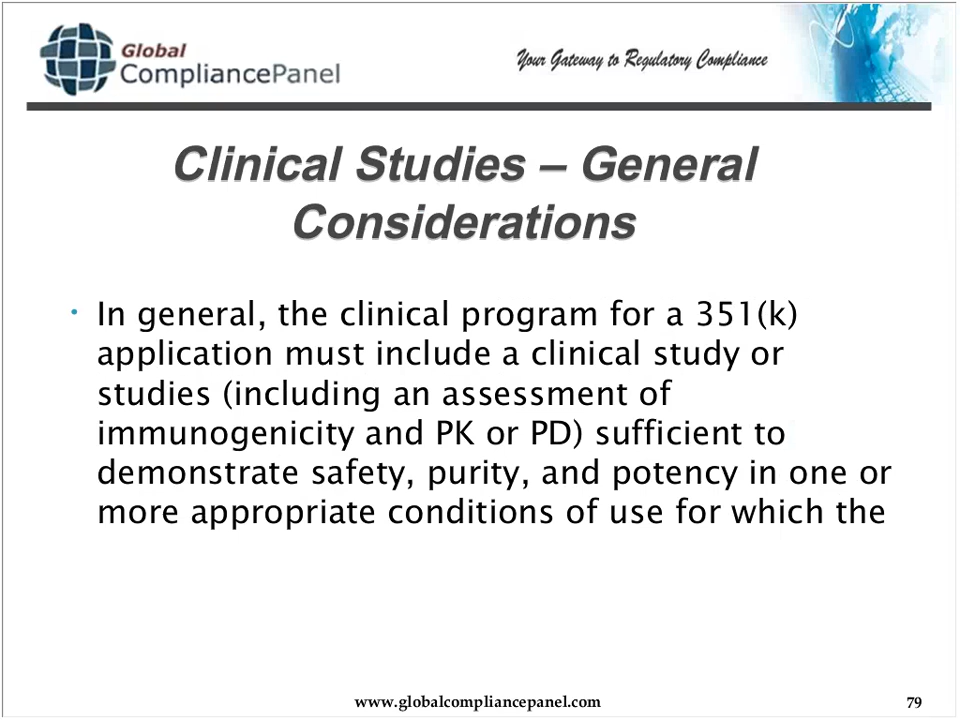 Global
CompliancePanel
Your Gateway to Regulatory Compliance
Clinical Studies – General
Considerations
• In general, the clinical program for a 351(k)
application must include a clinical study or
studies (including an assessment of
immunogenicity and PK or PD) sufficient to
demonstrate safety, purity, and potency in one or
more appropriate conditions of use for which the
www.globalcompliancepanel.com
79